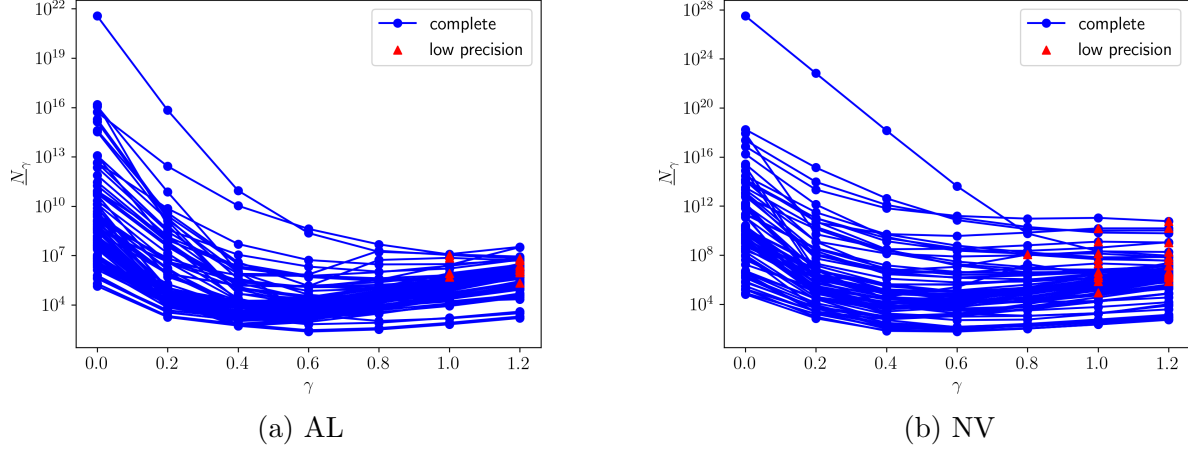 10^22
10^19
10^16
10^13
10^10
10^7
10^4
N_γ
0.0 0.2 0.4 0.6 0.8 1.0 1.2
γ
complete
low precision
(a) AL
10^28
10^24
10^20
10^16
10^12
10^8
10^4
N_γ
0.0 0.2 0.4 0.6 0.8 1.0 1.2
γ
complete
low precision
(b) NV